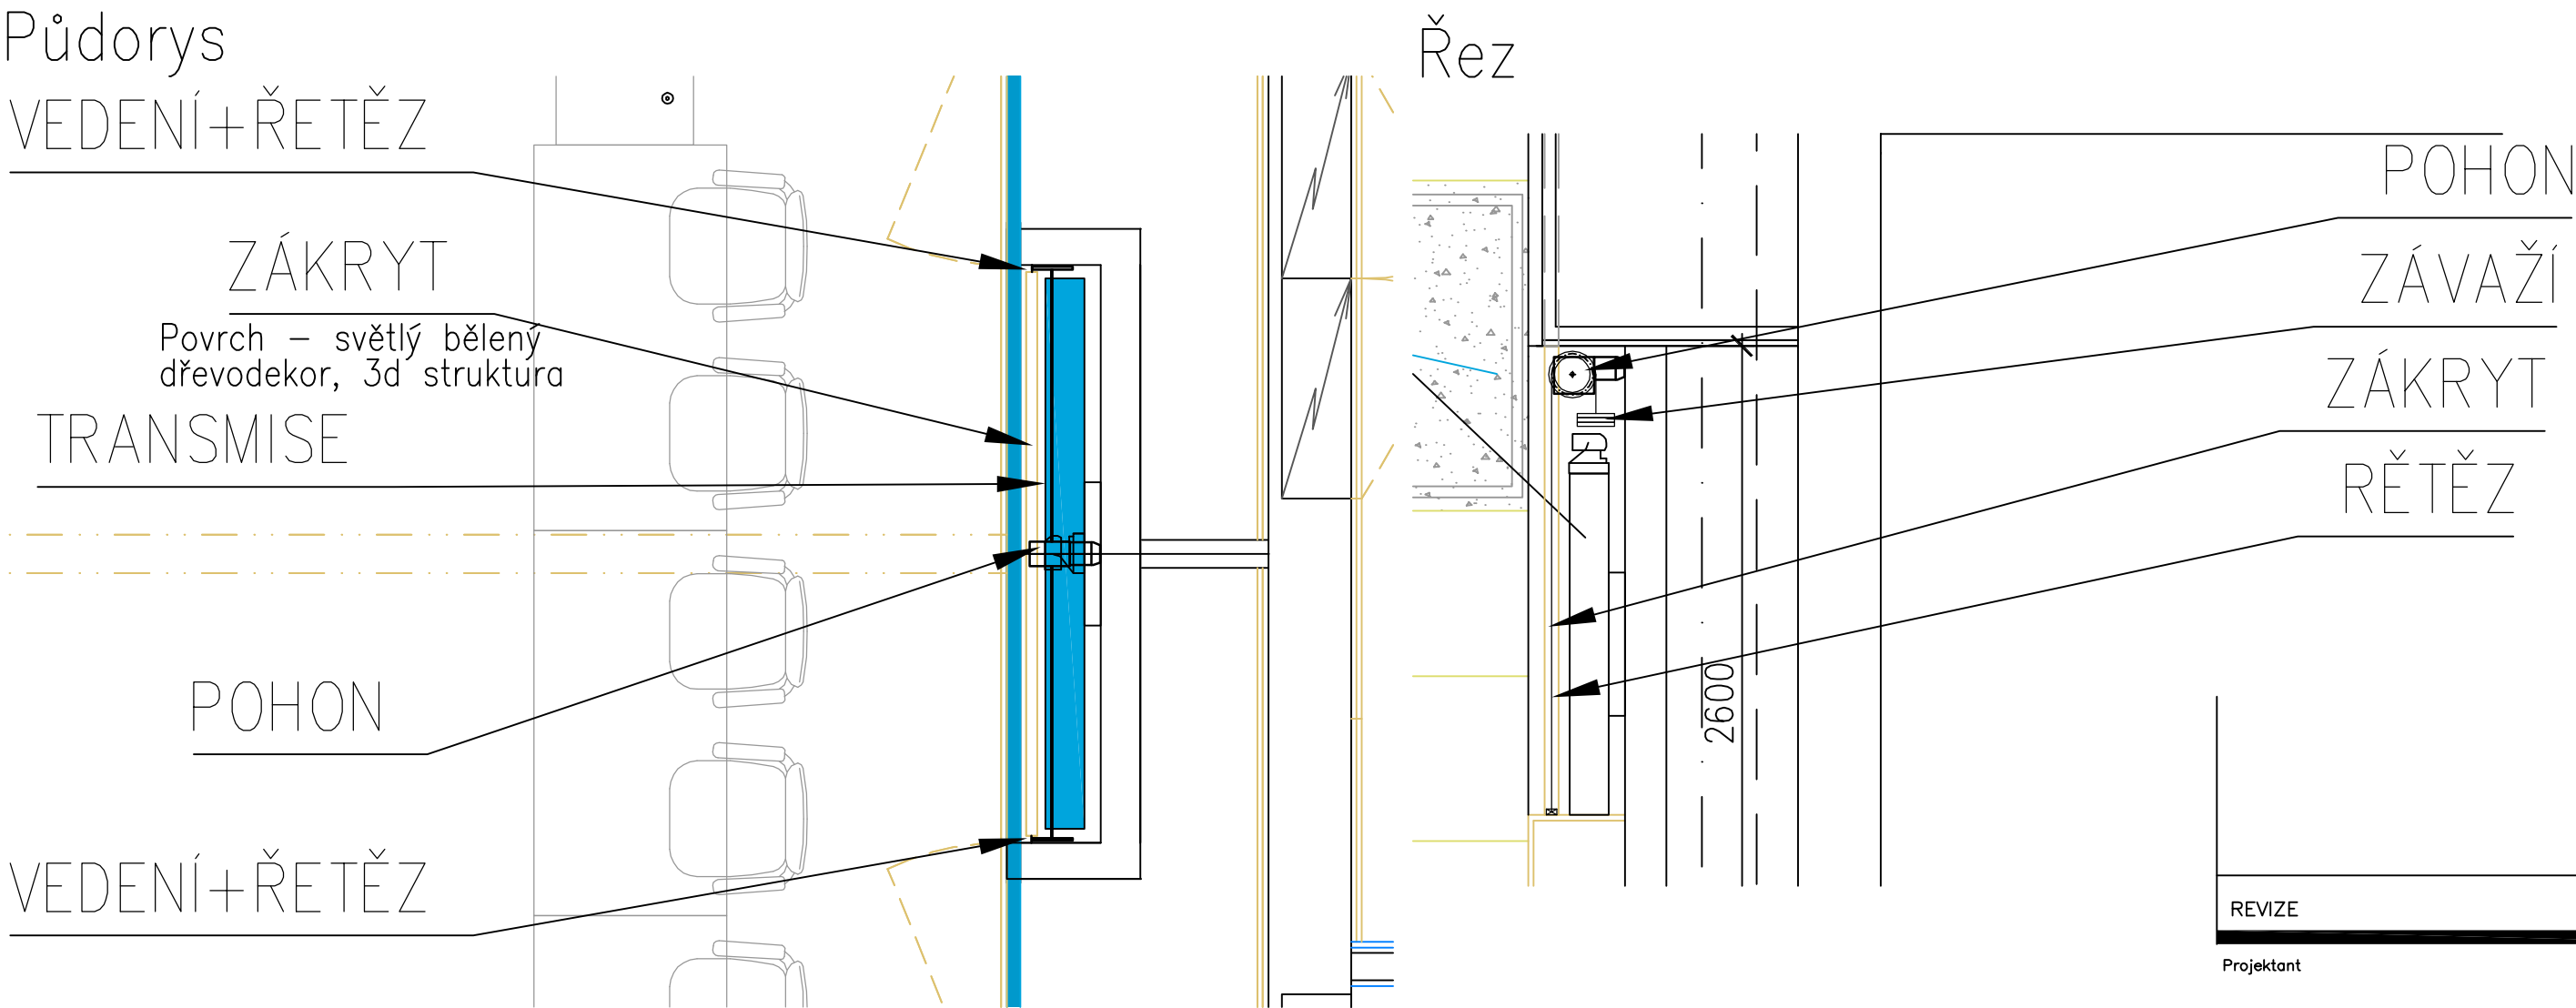 Půdorys
VEDENÍ+ŘETĚZ
ZÁKRYT
Povrch – světlý bělený
dřevodekor, 3d struktura
TRANSMISE
POHON
VEDENÍ+ŘETĚZ
Řez
POHON
ZÁVAŽÍ
ZÁKRYT
RĚTĚZ
2600
REVIZE
Projektant